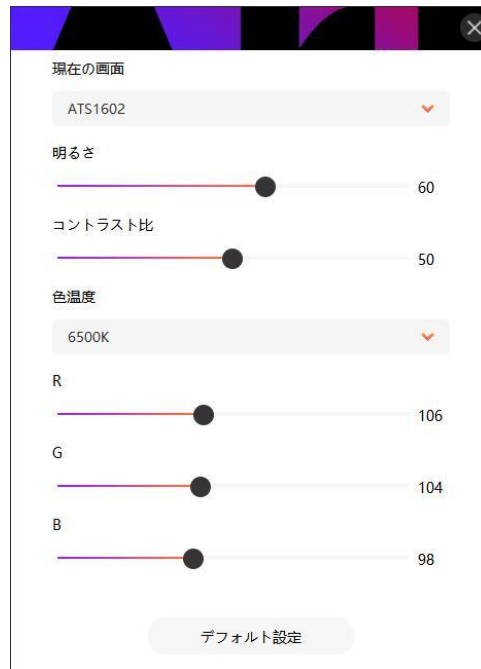 現在の画面
ATS1602
明るさ
60
コントラスト比
50
色温度
6500K
R
106
G
104
B
98
デフォルト設定